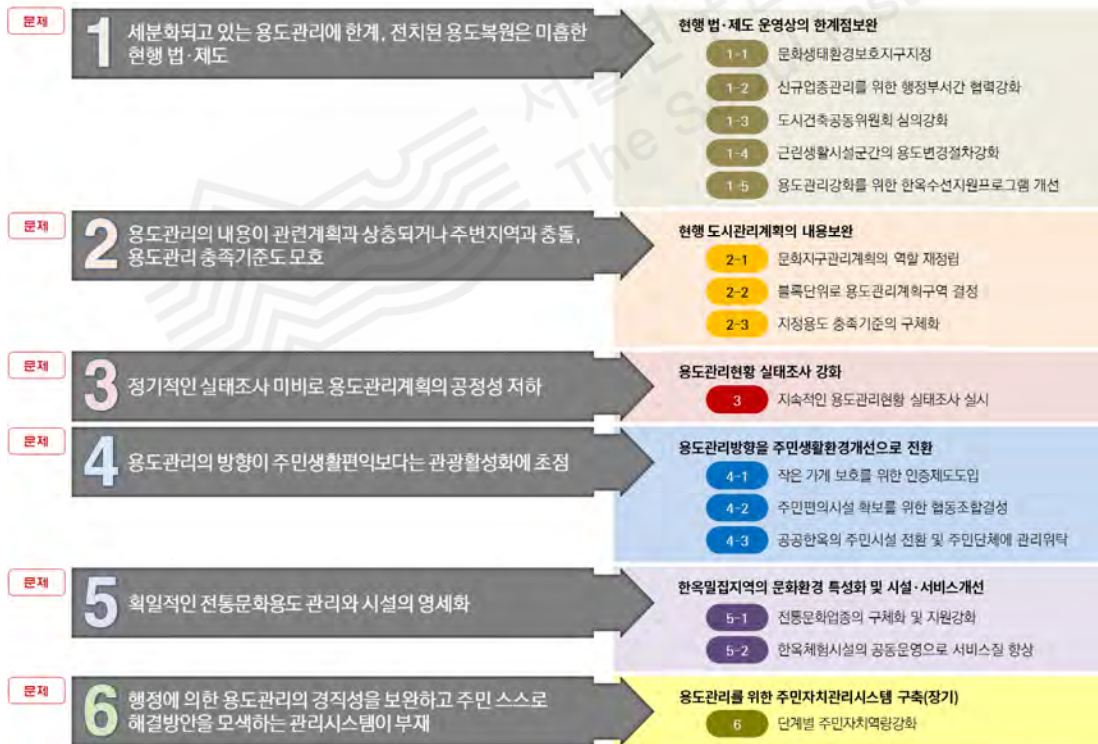 문제
1
세분화되고 있는 용도관리에 한계, 전치된 용도복원은 미흡한
현행 법·제도
현행 법·제도 운영상의 한계점보완
1-1 문화생태환경보호지구지정
1-2 신규업종관리를 위한 행정부서간 협력강화
1-3 도시건축공동위원회 심의강화
1-4 근린생활시설군간의 용도변경절차강화
1-5 용도관리강화를 위한 한옥수선지원프로그램 개선
문제
2
용도관리의 내용이 관련계획과 상충되거나 주변지역과 충돌,
용도관리 충족기준도 모호
현행 도시관리계획의 내용보완
2-1 문화지구관리계획의 역할 재정립
2-2 블록단위로 용도관리계획구역 결정
2-3 지정용도 충족기준의 구체화
문제
3
정기적인 실태조사 미비로 용도관리계획의 공정성 저하
용도관리현황 실태조사 강화
3 지속적인 용도관리현황 실태조사 실시
문제
4
용도관리의 방향이 주민생활편익보다는 관광활성화에 초점
용도관리방향을 주민생활환경개선으로 전환
4-1 작은 가게 보호를 위한 인증제도도입
4-2 주민편의시설 확보를 위한 협동조합결성
4-3 공공한옥의 주민시설 전환 및 주민단체에 관리위탁
문제
5
획일적인 전통문화용도 관리와 시설의 영세화
한옥밀집지역의 문화환경 특성화 및 시설·서비스개선
5-1 전통문화업종의 구체화 및 지원강화
5-2 한옥체험시설의 공동운영으로 서비스질 향상
문제
6
행정에 의한 용도관리의 경직성을 보완하고 주민 스스로
해결방안을 모색하는 관리시스템이 부재
용도관리를 위한 주민자치관리시스템 구축(장기)
6 단계별 주민자치역량강화